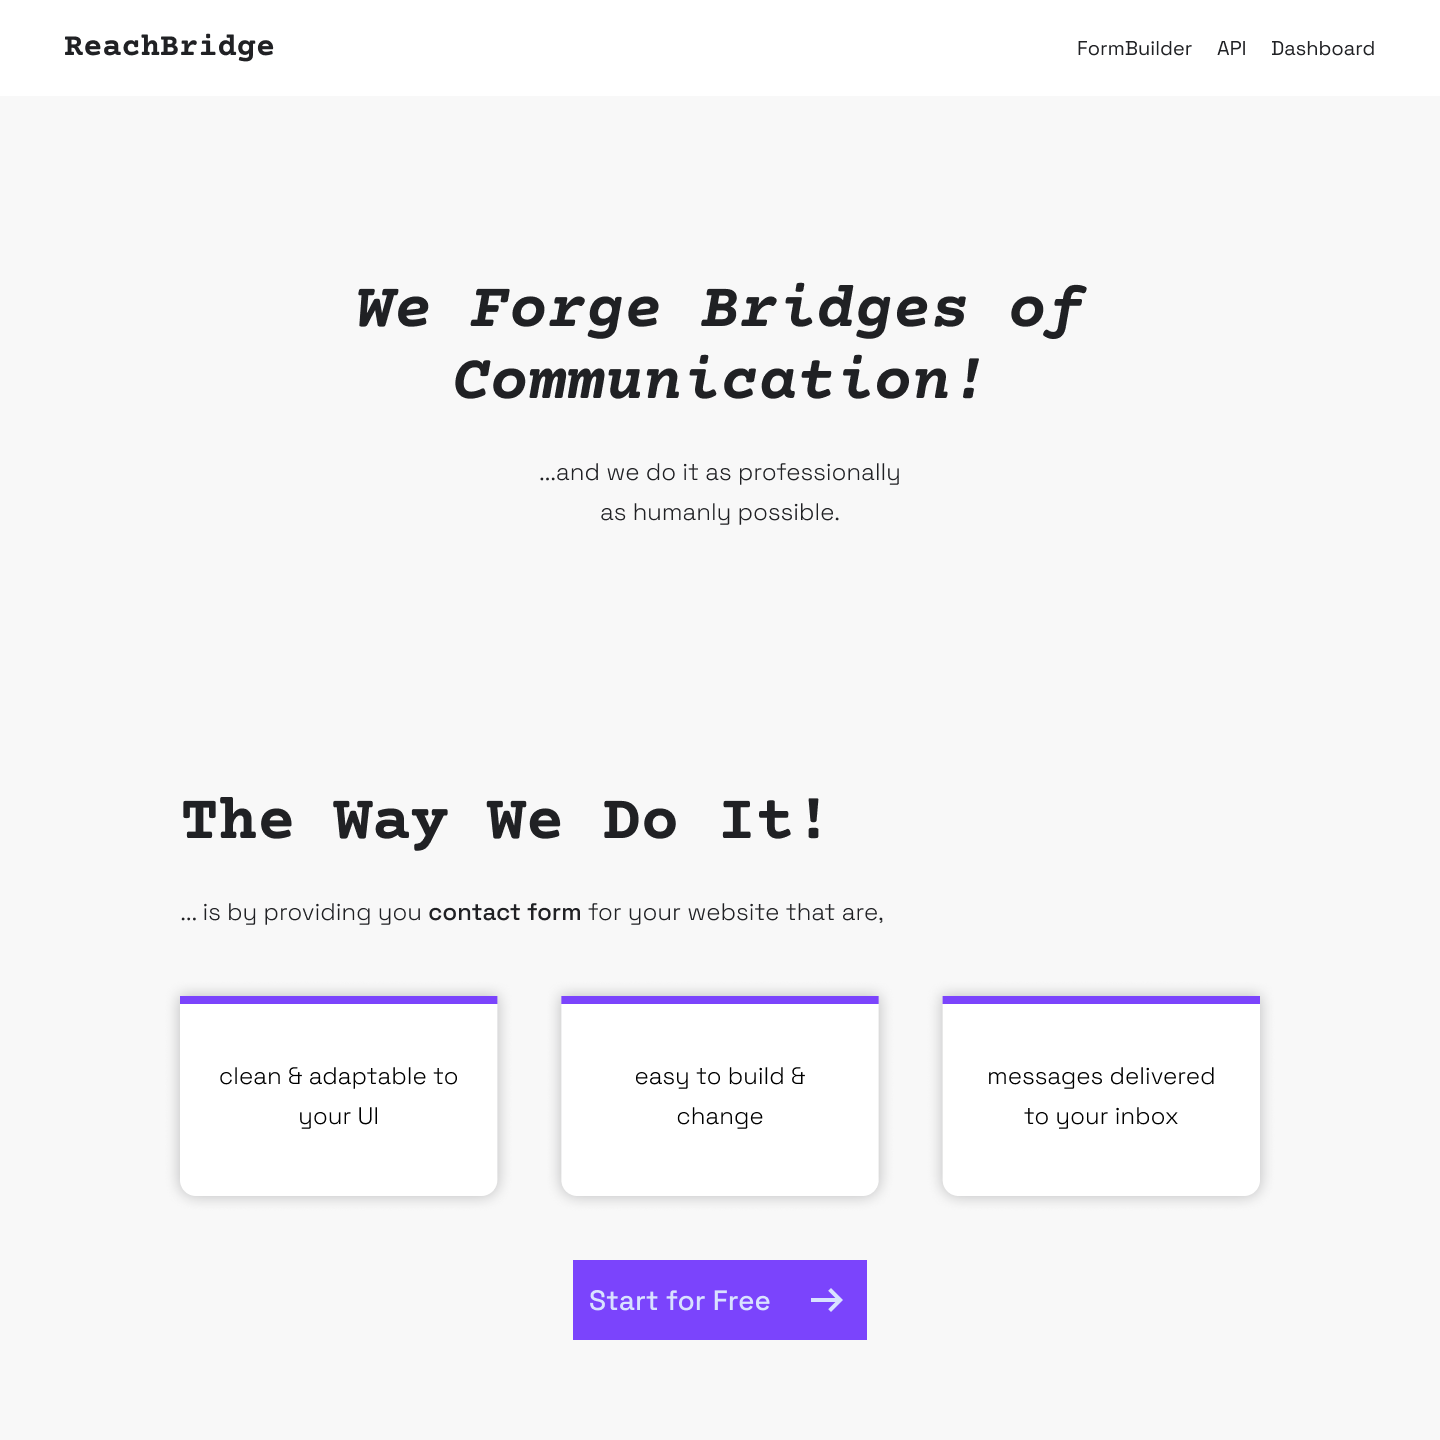 ReachBridge
FormBuilder API Dashboard
We Forge Bridges of
Communication!
...and we do it as professionally
as humanly possible.
The Way We Do It!
... is by providing you contact form for your website that are,
clean & adaptable to
your UI
easy to build &
change
messages delivered
to your inbox
Start for Free